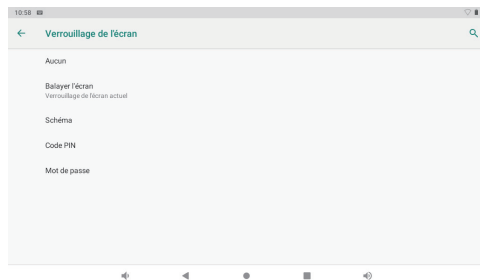 10:58
Verrouillage de l'écran
Aucun
Balayer l'écran
Verrouillage de l'écran actuel
Schéma
Code PIN
Mot de passe